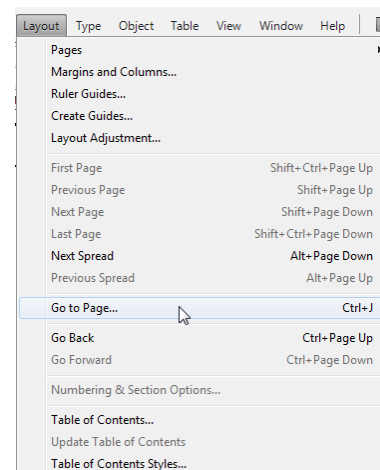 Layout Type Object Table View Window Help
Pages
Margins and Columns...
Ruler Guides...
Create Guides...
Layout Adjustment...
First Page Shift+Ctrl+Page Up
Previous Page Shift+Page Up
Next Page Shift+Page Down
Last Page Shift+Ctrl+Page Down
Next Spread Alt+Page Down
Previous Spread Alt+Page Up
Go to Page... Ctrl+J
Go Back Ctrl+Page Up
Go Forward Ctrl+Page Down
Numbering & Section Options...
Table of Contents...
Update Table of Contents
Table of Contents Styles...